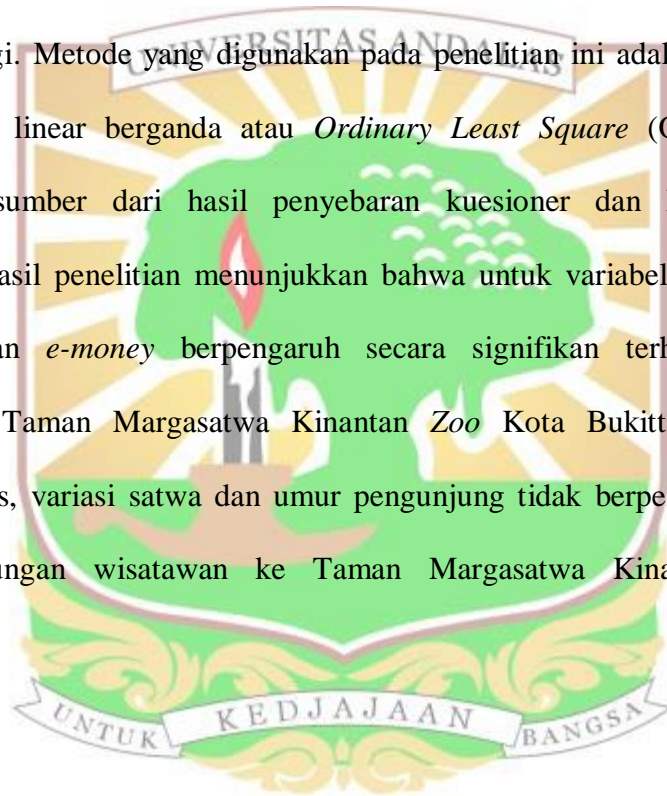 UNIVERSITAS ANDALAS
gi. Metode yang digunakan pada penelitian ini adal
linear berganda atau Ordinary Least Square (
sumber dari hasil penyebaran kuesioner dan
asil penelitian menunjukkan bahwa untuk variabel
an e-money berpengaruh secara signifikan terh
Taman Margasatwa Kinantan Zoo Kota Bukitt
s, variasi satwa dan umur pengunjung tidak berpe
ungan wisatawan ke Taman Margasatwa Kina
UNTUK KEDJAJAAN BANGSA